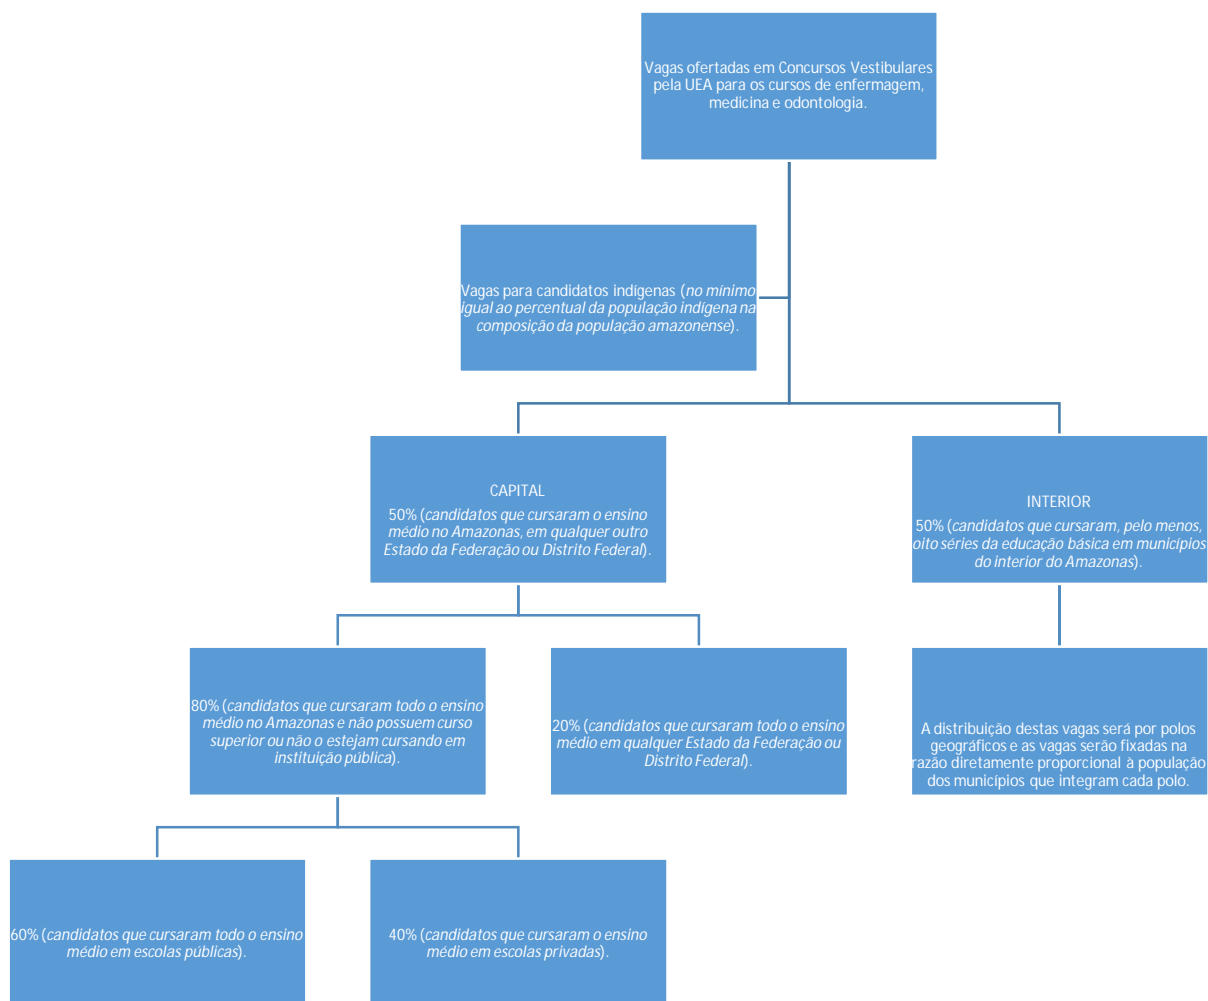 Vagas ofertadas em Concursos Vestibulares
pela UEA para os cursos de enfermagem,
medicina e odontologia.
Vagas para candidatos indígenas (no mínimo
igual ao percentual da população indígena na
composição da população amazonense).
CAPITAL
50% (candidatos que cursaram o ensino
médio no Amazonas, em qualquer outro
Estado da Federação ou Distrito Federal).
INTERIOR
50% (candidatos que cursaram, pelo menos,
oito séries da educação básica em municípios
do interior do Amazonas).
80% (candidatos que cursaram todo o ensino
médio no Amazonas e não possuem curso
superior ou não o estejam cursando em
instituição pública).
20% (candidatos que cursaram todo o ensino
médio em qualquer Estado da Federação ou
Distrito Federal).
A distribuição destas vagas será por polos
geográficos e as vagas serão fixadas na
razão diretamente proporcional à população
dos municípios que integram cada polo.
60% (candidatos que cursaram todo o ensino
médio em escolas públicas).
40% (candidatos que cursaram o ensino
médio em escolas privadas).